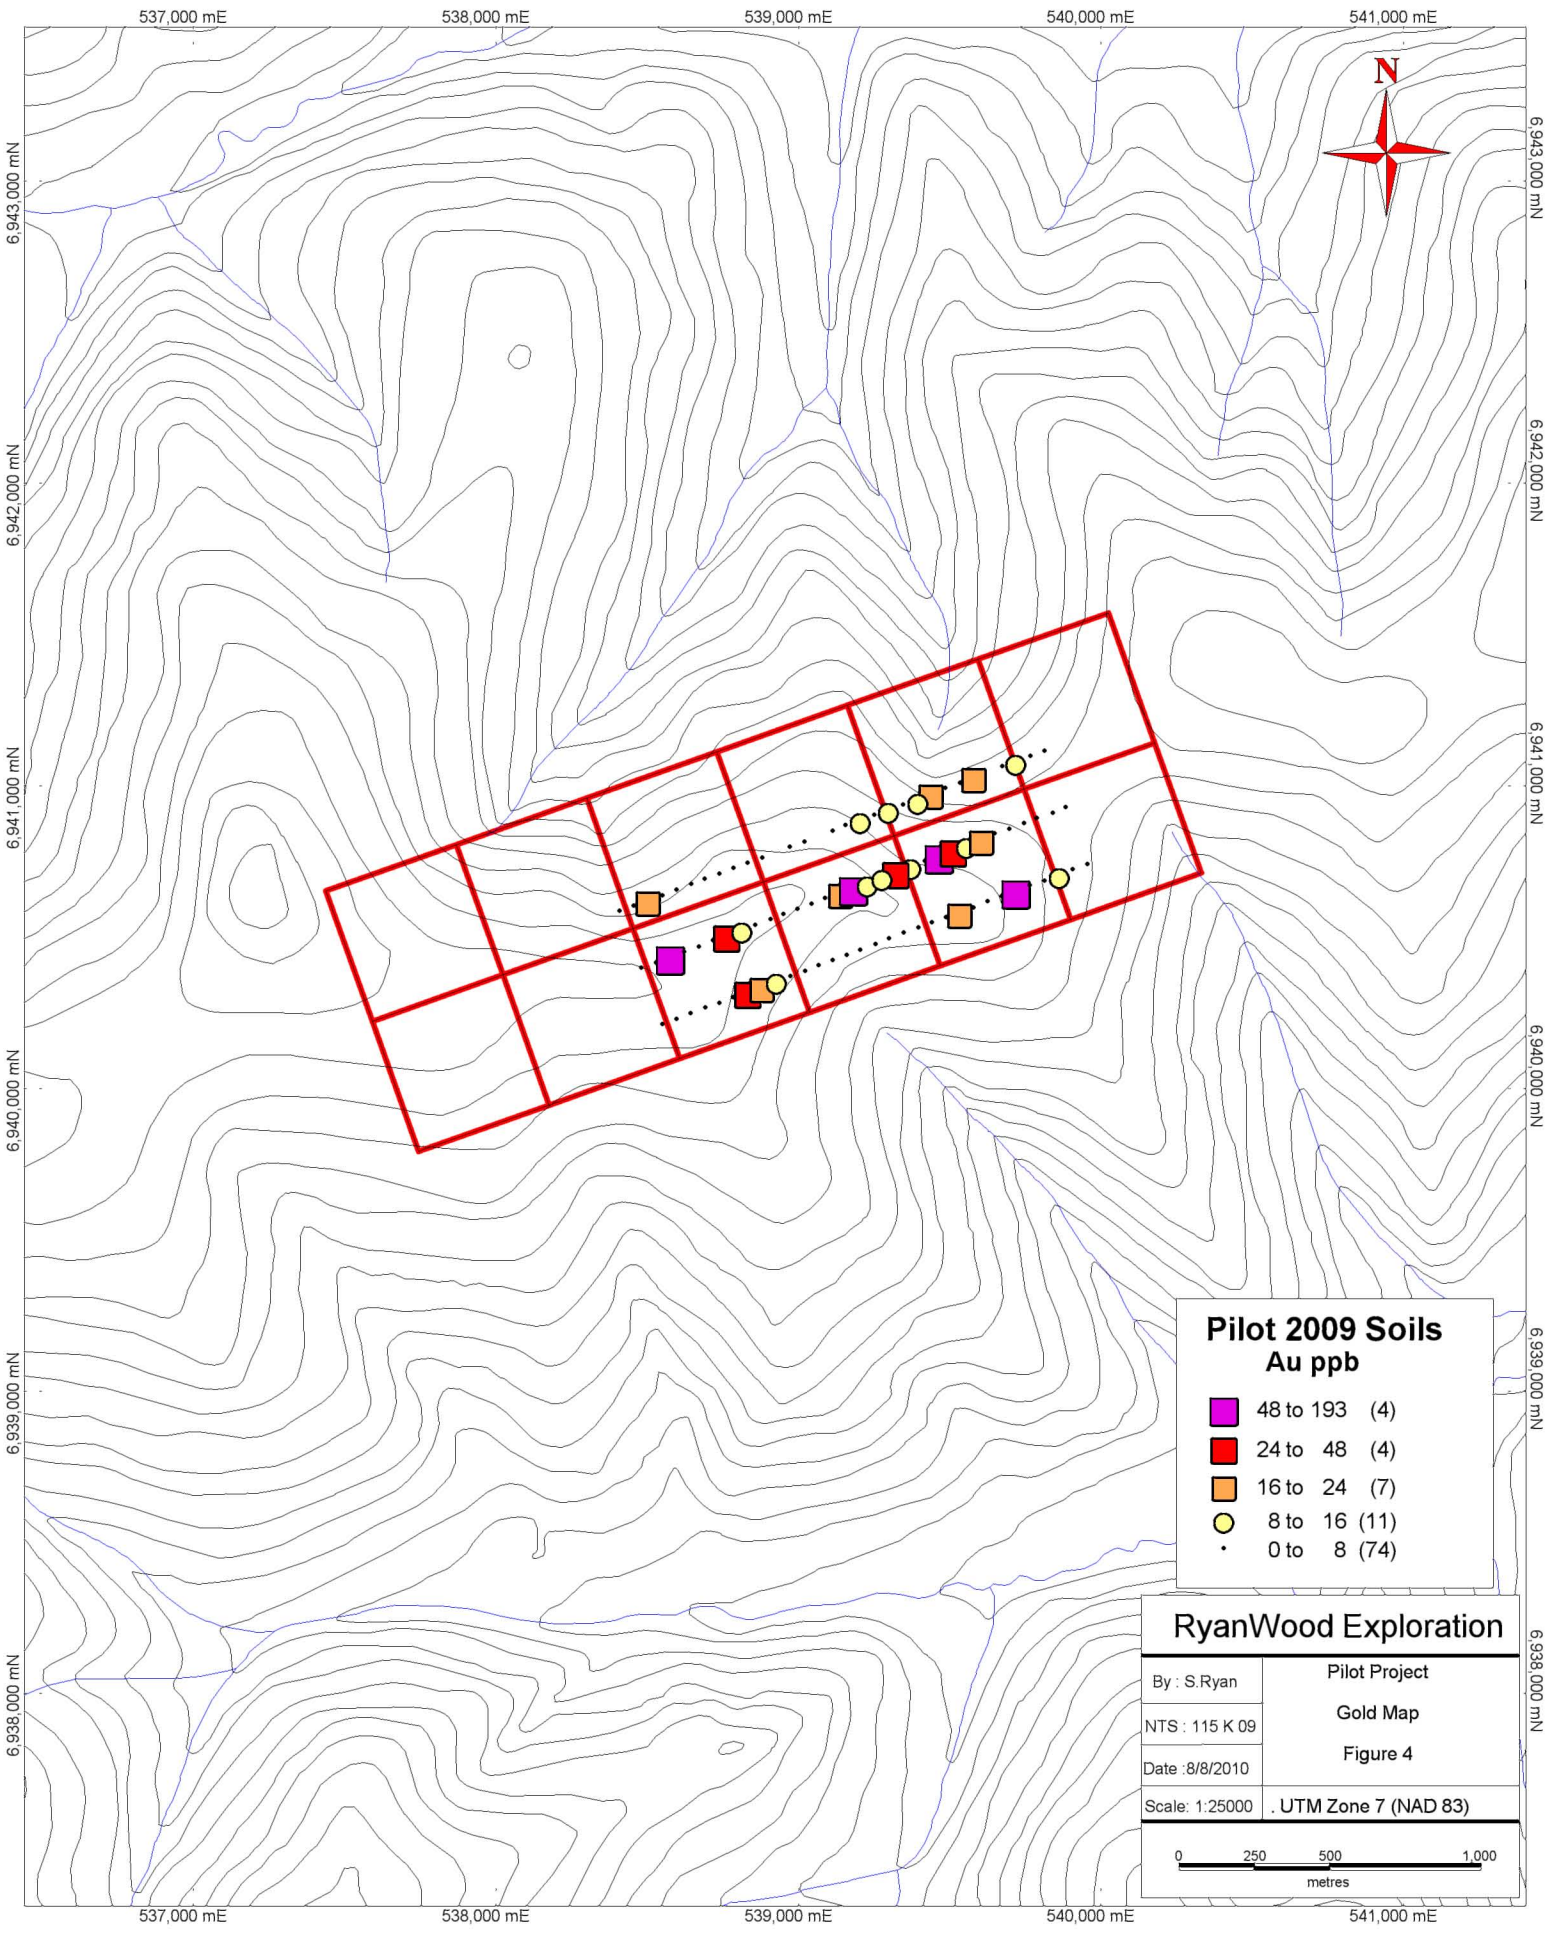 537,000 mE 538,000 mE 539,000 mE 540,000 mE 541,000 mE
N
6,943,000 mN
6,943,000 mN
6,942,000 mN
6,942,000 mN
6,941,000 mN
6,941,000 mN
6,940,000 mN
6,940,000 mN
6,939,000 mN
6,939,000 mN
6,938,000 mN
6,938,000 mN
Pilot 2009 Soils
Au ppb
48 to 193 (4)
24 to 48 (4)
16 to 24 (7)
8 to 16 (11)
0 to 8 (74)
RyanWood Exploration
By : S.Ryan
NTS : 115 K 09
Date :8/8/2010
Scale: 1:25000
Pilot Project
Gold Map
Figure 4
. UTM Zone 7 (NAD 83)
0 250 500 1,000
metres
537,000 mE 538,000 mE 539,000 mE 540,000 mE 541,000 mE